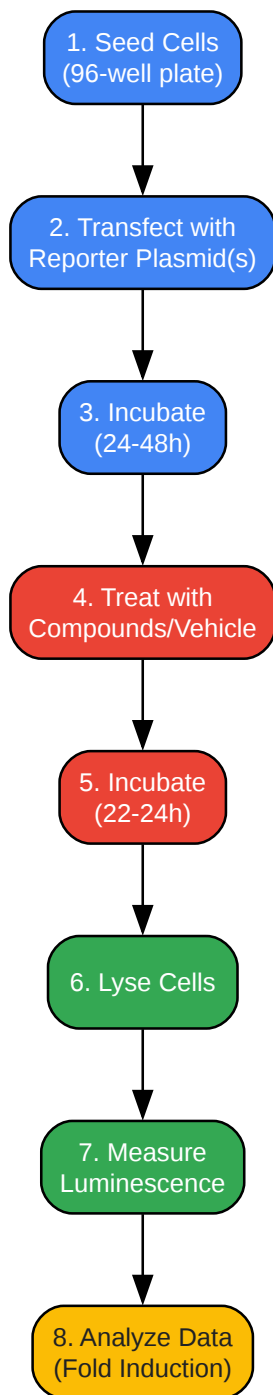 1. Seed Cells
(96-well plate)
2. Transfect with
Reporter Plasmid(s)
3. Incubate
(24-48h)
4. Treat with
Compounds/Vehicle
5. Incubate
(22-24h)
6. Lyse Cells
7. Measure
Luminescence
8. Analyze Data
(Fold Induction)